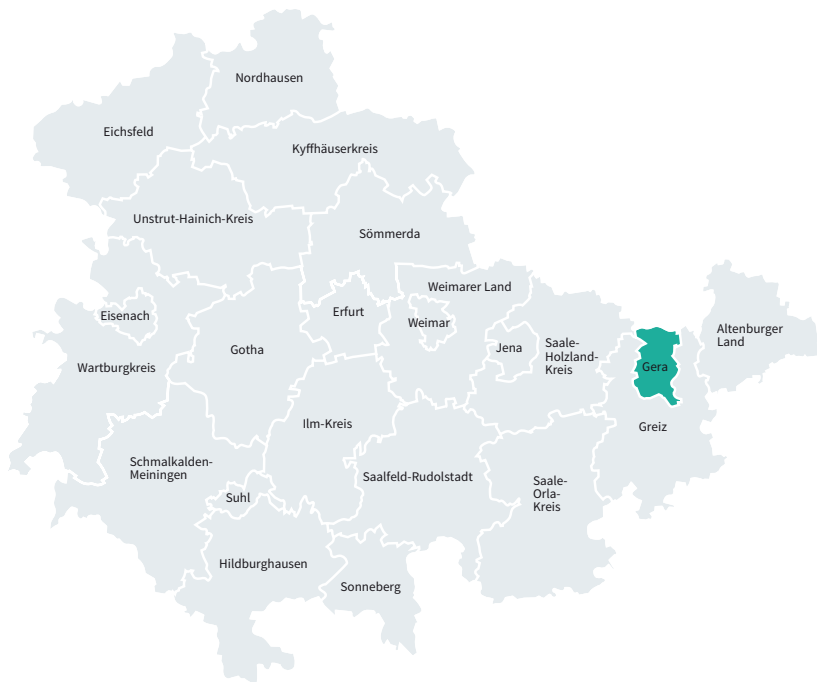 Nordhausen
Eichsfeld
Kyffhäuserkreis
Unstrut-Hainich-Kreis
Sömmerda
Weimarer Land
Eisenach
Erfurt
Weimar
Altenburger
Land
Gotha
Jena
Saale-
Holzland-
Kreis
Wartburgkreis
Gera
Ilm-Kreis
Greiz
Schmalkalden-
Meiningen
Saalfeld-Rudolstadt
Saale-
Orla-
Kreis
Suhl
Hildburghausen
Sonneberg